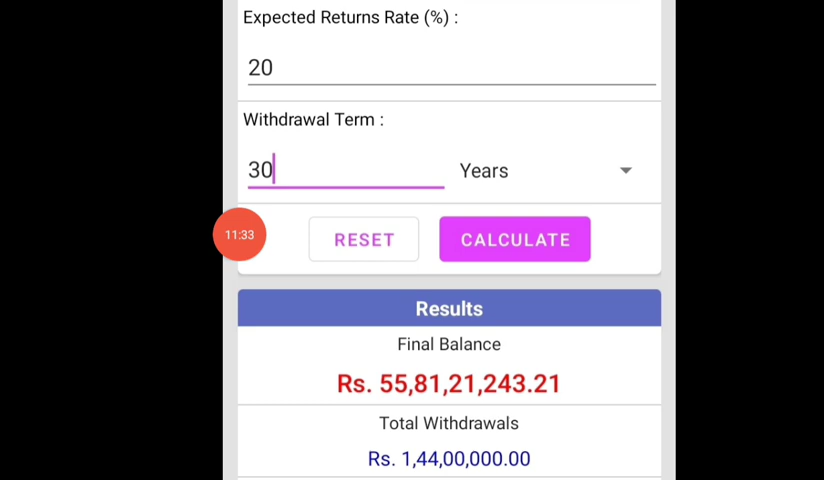 Expected Returns Rate (%) :
20
Withdrawal Term :
30 Years
11:33 RESET CALCULATE
Results
Final Balance
Rs. 55,81,21,243.21
Total Withdrawals
Rs. 1,44,00,000.00